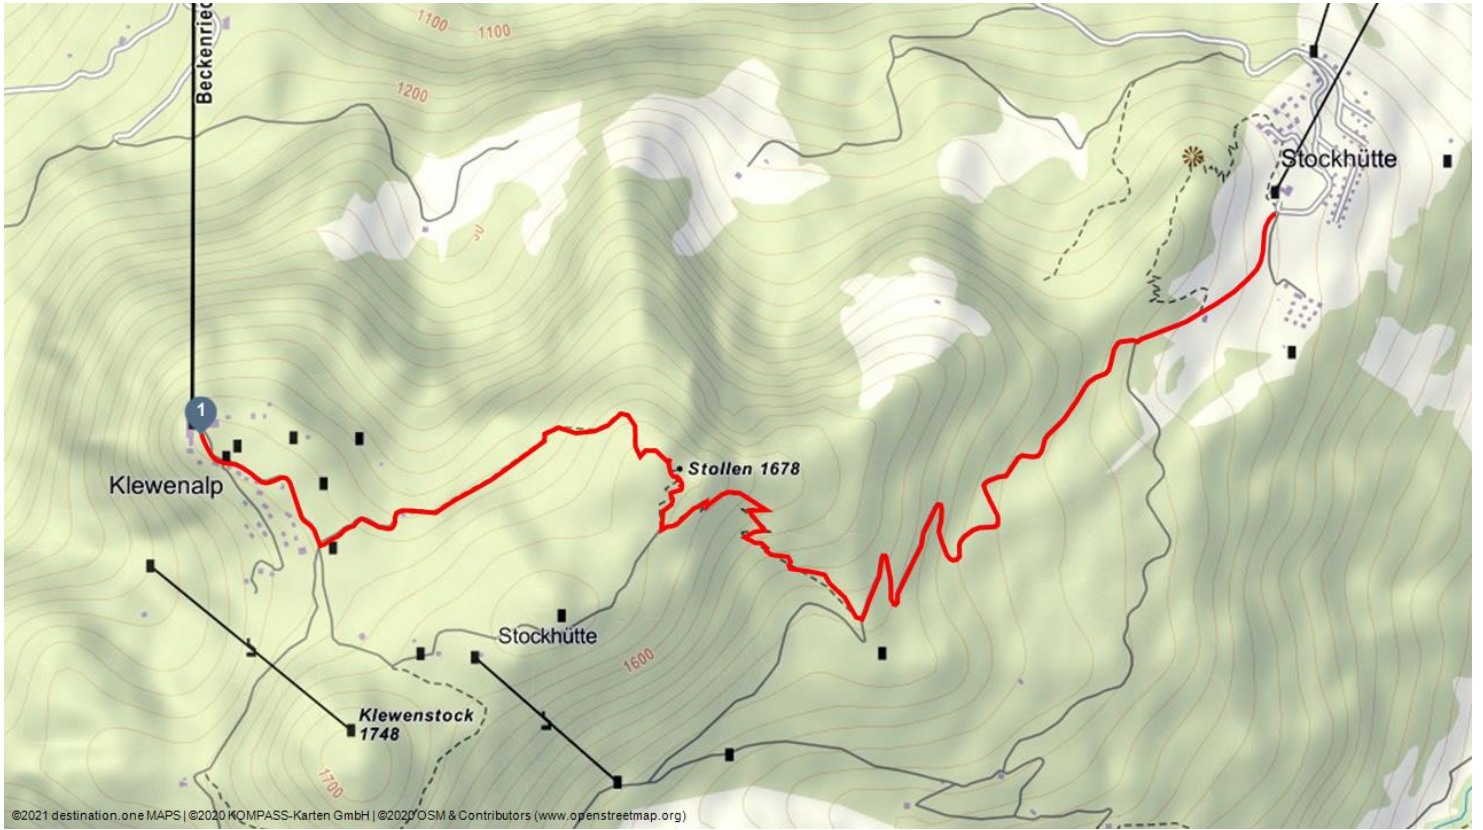 1100
1100
Beckenried
1200
Stockhütte
1
Stollen 1678
Klewenalp
Stockhütte
1600
Klewenstock
1748
1700
©2021 destination.one MAPS | ©2020 KOMPASS-Karten GmbH | ©2020 OSM & Contributors (www.openstreetmap.org)